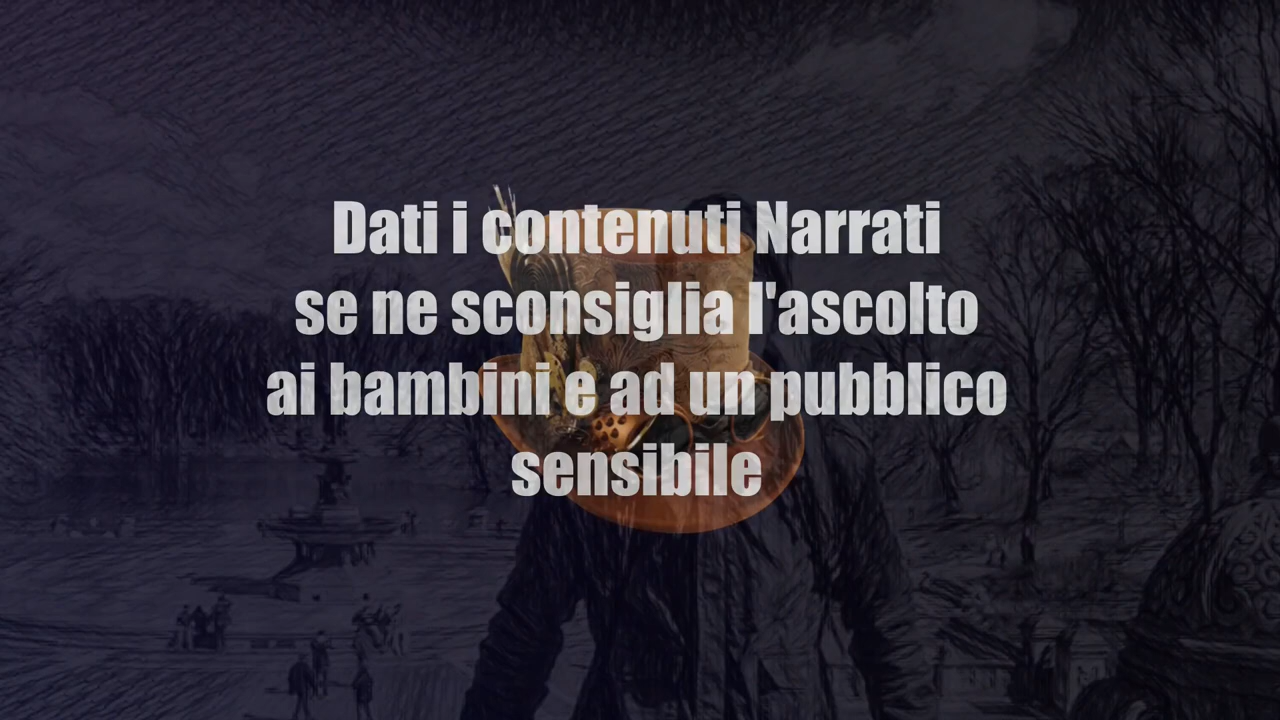 Dati i contenuti Narrati
se ne sconsiglia l'ascolto
ai bambini e ad un pubblico
sensibile